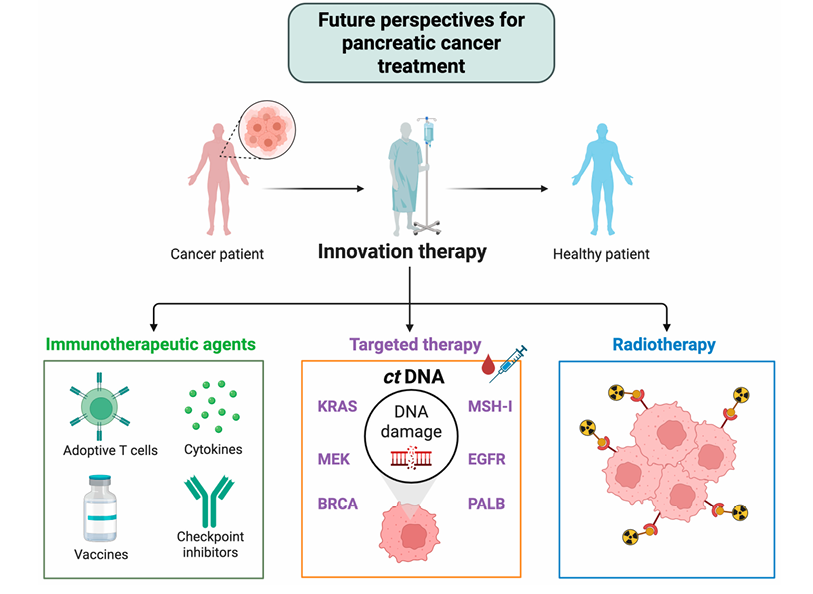 Future perspectives for
pancreatic cancer
treatment
Cancer patient
Innovation therapy
Healthy patient
Immunotherapeutic agents
Targeted therapy
Radiotherapy
Adoptive T cells
Cytokines
Vaccines
Checkpoint
inhibitors
ct DNA
KRAS
DNA
damage
MSH-I
MEK
EGFR
BRCA
PALB